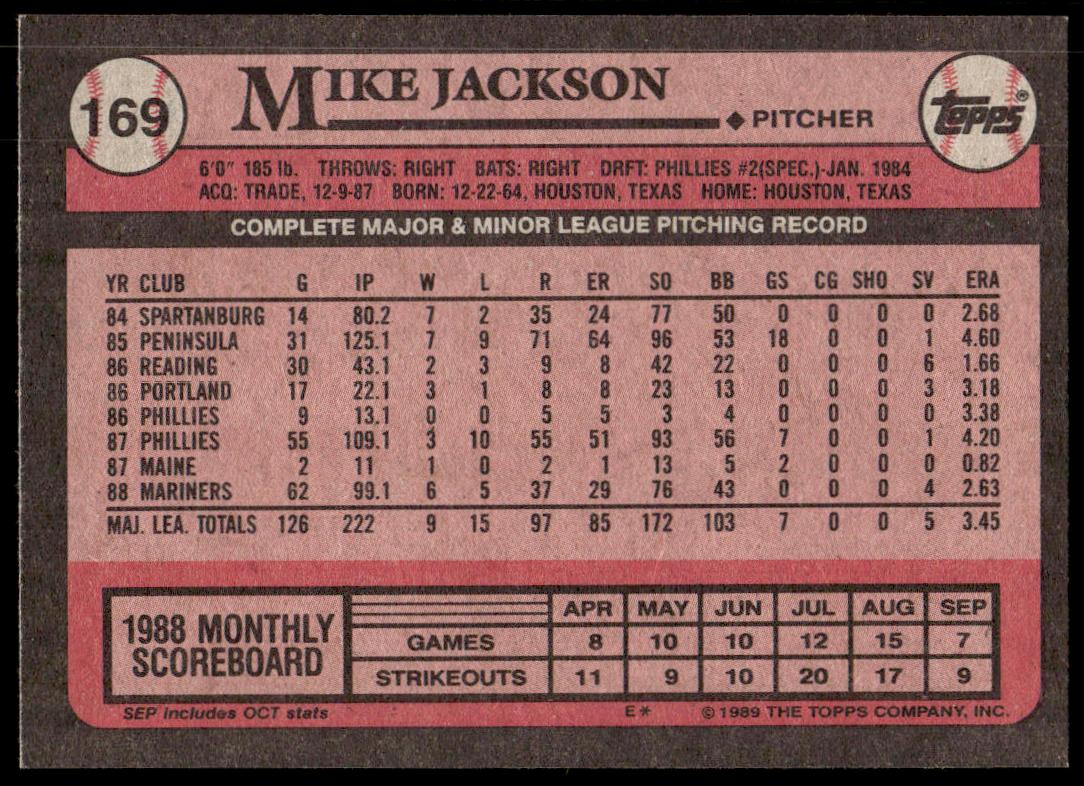 169
MIKE JACKSON
◆ PITCHER
topps®
6'0" 185 lb. THROWS: RIGHT BATS: RIGHT DRFT: PHILLIES #2(SPEC.)-JAN. 1984
ACQ: TRADE, 12-9-87 BORN: 12-22-64, HOUSTON, TEXAS HOME: HOUSTON, TEXAS
COMPLETE MAJOR & MINOR LEAGUE PITCHING RECORD
YR CLUB G IP W L R ER SO BB GS CG SHO SV ERA
84 SPARTANBURG 14 80.2 7 2 35 24 77 50 0 0 0 0 2.68
85 PENINSULA 31 125.1 7 9 71 64 96 53 18 0 0 1 4.60
86 READING 30 43.1 2 3 9 8 42 22 0 0 0 6 1.66
86 PORTLAND 17 22.1 3 1 8 8 23 13 0 0 0 3 3.18
86 PHILLIES 9 13.1 0 0 5 5 3 4 0 0 0 0 3.38
87 PHILLIES 55 109.1 3 10 55 51 93 56 7 0 0 1 4.20
87 MAINE 2 11 1 0 2 1 13 5 2 0 0 0 0.82
88 MARINERS 62 99.1 6 5 37 29 76 43 0 0 0 4 2.63
MAJ. LEA. TOTALS 126 222 9 15 97 85 172 103 7 0 0 5 3.45
1988 MONTHLY SCOREBOARD
APR MAY JUN JUL AUG SEP
GAMES 8 10 10 12 15 7
STRIKEOUTS 11 9 10 20 17 9
SEP includes OCT stats E* © 1989 THE TOPPS COMPANY, INC.